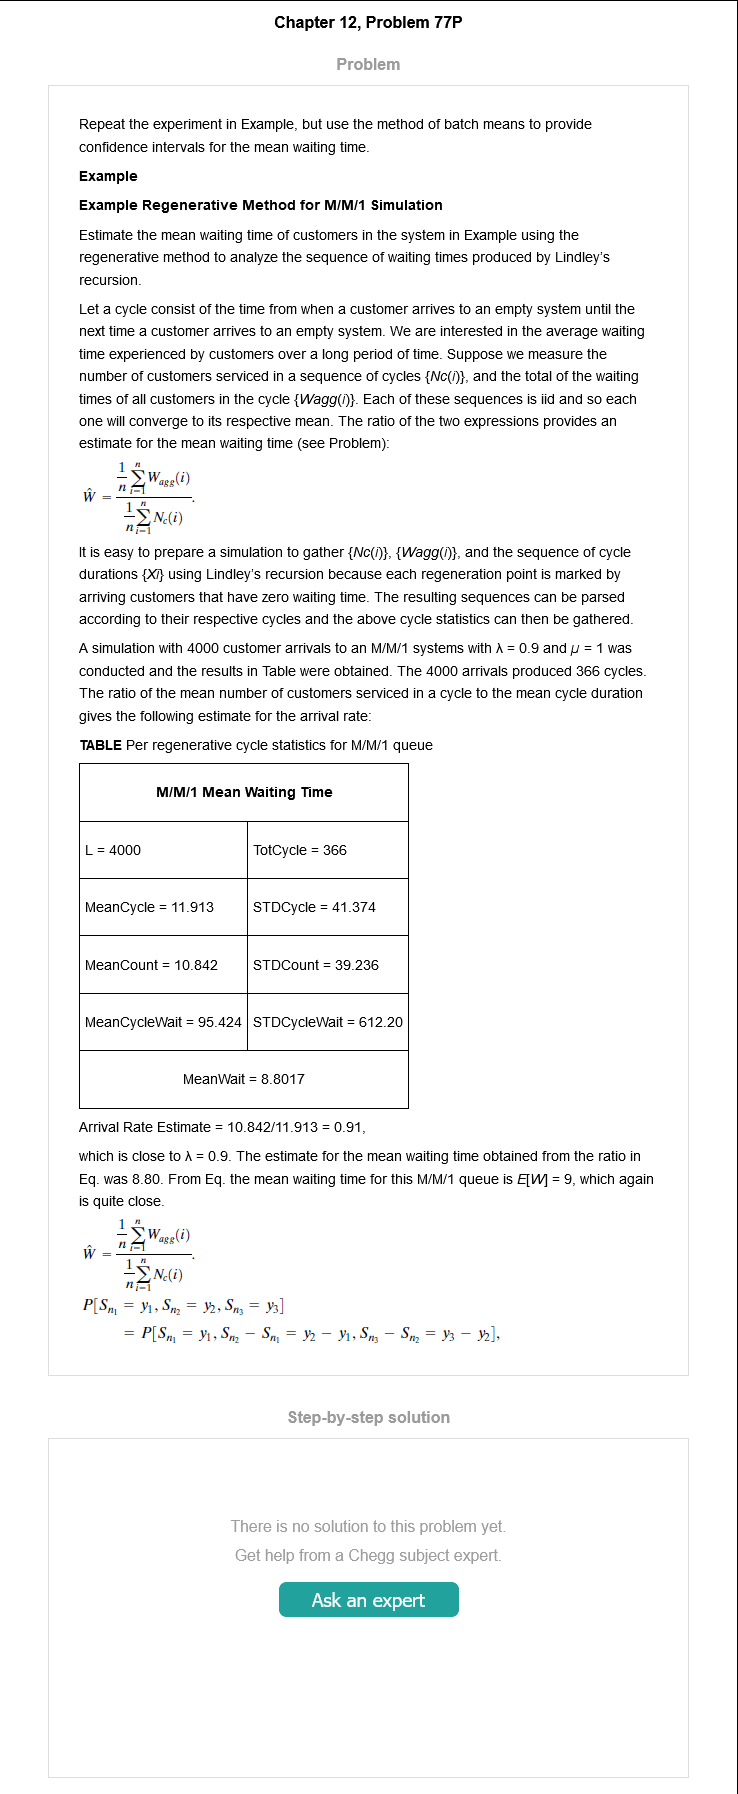 Chapter 12, Problem 77P
Problem
Repeat the experiment in Example, but use the method of batch means to provide
confidence intervals for the mean waiting time.
Example
Example Regenerative Method for M/M/1 Simulation
Estimate the mean waiting time of customers in the system in Example using the
regenerative method to analyze the sequence of waiting times produced by Lindley's
recursion.
Let a cycle consist of the time from when a customer arrives to an empty system until the
next time a customer arrives to an empty system. We are interested in the average waiting
time experienced by customers over a long period of time. Suppose we measure the
number of customers serviced in a sequence of cycles {Nc(i)}, and the total of the waiting
times of all customers in the cycle {Wagg(i)}. Each of these sequences is iid and so each
one will converge to its respective mean. The ratio of the two expressions provides an
estimate for the mean waiting time (see Problem):
Ŵ = \frac{\frac{1}{n}\sum_{i=1}^{n} W_{agg}(i)}{\frac{1}{n}\sum_{i=1}^{n} N_c(i)}.
It is easy to prepare a simulation to gather {Nc(i)}, {Wagg(i)}, and the sequence of cycle
durations {Xi} using Lindley's recursion because each regeneration point is marked by
arriving customers that have zero waiting time. The resulting sequences can be parsed
according to their respective cycles and the above cycle statistics can then be gathered.
A simulation with 4000 customer arrivals to an M/M/1 systems with λ = 0.9 and μ = 1 was
conducted and the results in Table were obtained. The 4000 arrivals produced 366 cycles.
The ratio of the mean number of customers serviced in a cycle to the mean cycle duration
gives the following estimate for the arrival rate:
TABLE Per regenerative cycle statistics for M/M/1 queue
M/M/1 Mean Waiting Time
L = 4000 TotCycle = 366
MeanCycle = 11.913 STDCycle = 41.374
MeanCount = 10.842 STDCount = 39.236
MeanCycleWait = 95.424 STDCycleWait = 612.20
MeanWait = 8.8017
Arrival Rate Estimate = 10.842/11.913 = 0.91,
which is close to λ = 0.9. The estimate for the mean waiting time obtained from the ratio in
Eq. was 8.80. From Eq. the mean waiting time for this M/M/1 queue is E[W] = 9, which again
is quite close.
Ŵ = \frac{\frac{1}{n}\sum_{i=1}^{n} W_{agg}(i)}{\frac{1}{n}\sum_{i=1}^{n} N_c(i)}.
P[S_{n_1} = y_1, S_{n_2} = y_2, S_{n_3} = y_3]
= P[S_{n_1} = y_1, S_{n_2} − S_{n_1} = y_2 − y_1, S_{n_3} − S_{n_2} = y_3 − y_2],
Step-by-step solution
There is no solution to this problem yet.
Get help from a Chegg subject expert.
Ask an expert